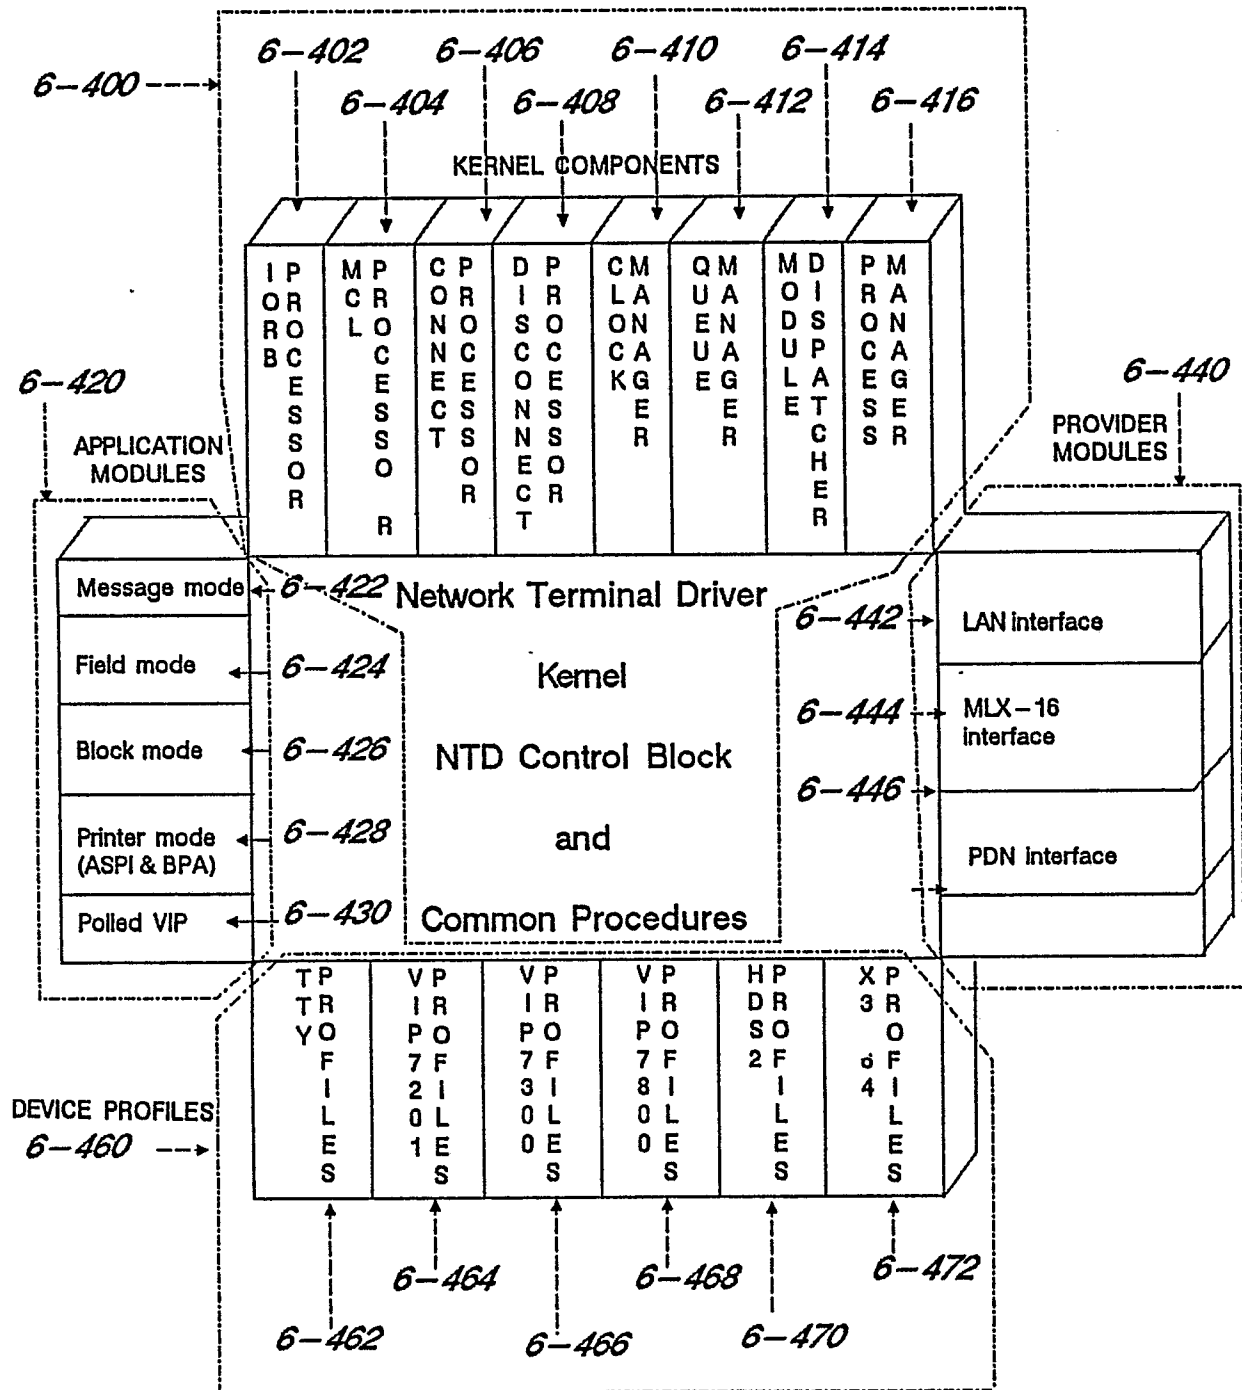 6-402 6-406 6-410 6-414
6-400
6-404 6-408 6-412 6-416
KERNEL COMPONENTS
IORB PROCESSOR
MCL PROCESSO R
CONNECT PROCESSOR
DISCONNECT PROCESSOR
CLOCK MANAGER
QUEUE MANAGER
MODULE DISPATCHER
PROCESS MANAGER
6-420
APPLICATION
MODULES
6-440
PROVIDER
MODULES
Message mode
6-422
Field mode
6-424
Block mode
6-426
Printer mode
(ASPI & BPA)
6-428
Polled VIP
6-430
Network Terminal Driver
Kernel
NTD Control Block
and
Common Procedures
6-442
LAN interface
6-444
MLX-16
interface
6-446
PDN interface
TTY PROFILES
VIP7201 PROFILES
VIP7300 PROFILES
VIP7800 PROFILES
HDS2 PROFILES
X3 64 PROFILES
DEVICE PROFILES
6-460
6-464 6-468 6-472
6-462 6-466 6-470